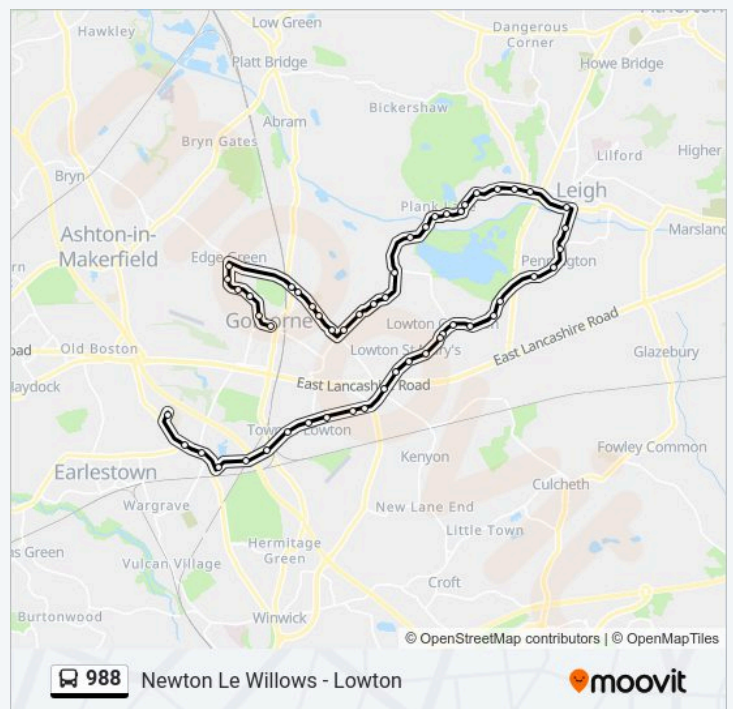 Hawkley
Low Green
Dangerous
Corner
Platt Bridge
Howe Bridge
Bickershaw
Abram
Bryn Gates
Lilford
Higher
Bryn
Leigh
Plank La
Marsland
Ashton-in-
Makerfield
Edge Green
Pennington
Lowton C
Old Boston
Lowton St Mary's
East Lancashire Road
Glazebury
Haydock
East Lancashire Road
Lowton
Fowley Common
Kenyon
Earlestown
Culcheth
Wargrave
New Lane End
Little Town
Hermitage
Green
Vulcan Village
Croft
Burtonwood
Winwick
© OpenStreetMap contributors | © OpenMapTiles
988 Newton Le Willows - Lowton
moovit